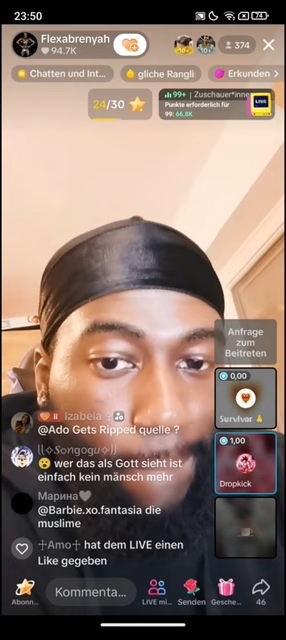 23:50
74
Flexabrenyah
94.7K
374
Chatten und Int...
gliche Rangli
Erkunden
24/30
99+ | Zuschauer*inne
Punkte erforderlich für
99: 66.8K
LIVE
Anfrage
zum
Beitreten
0,00
Survivor
1,00
Dropkick
II Izabela
@Ado Gets Ripped quelle ?
😮 wer das als Gott sieht ist
einfach kein mänsch mehr
Марина🩶
@Barbie.xo.fantasia die
muslime
☩Amo☩ hat dem LIVE einen
Like gegeben
Abonn...
Kommenta...
LIVE mi...
Senden
Gesche...
46